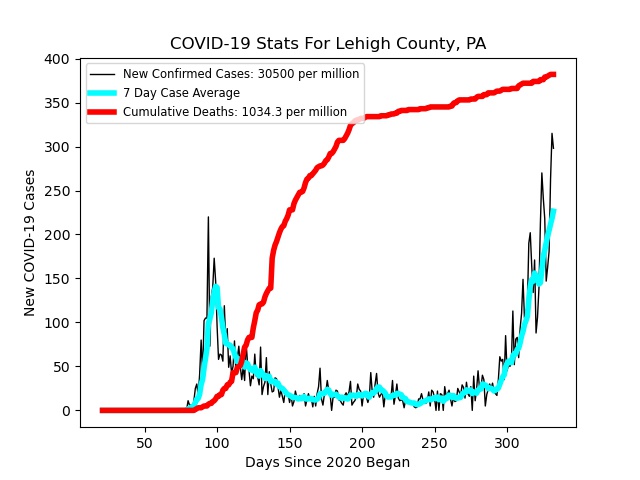 COVID-19 Stats For Lehigh County, PA
New Confirmed Cases: 30500 per million
7 Day Case Average
Cumulative Deaths: 1034.3 per million
New COVID-19 Cases
400
350
300
250
200
150
100
50
0
50
100
150
200
250
300
Days Since 2020 Began